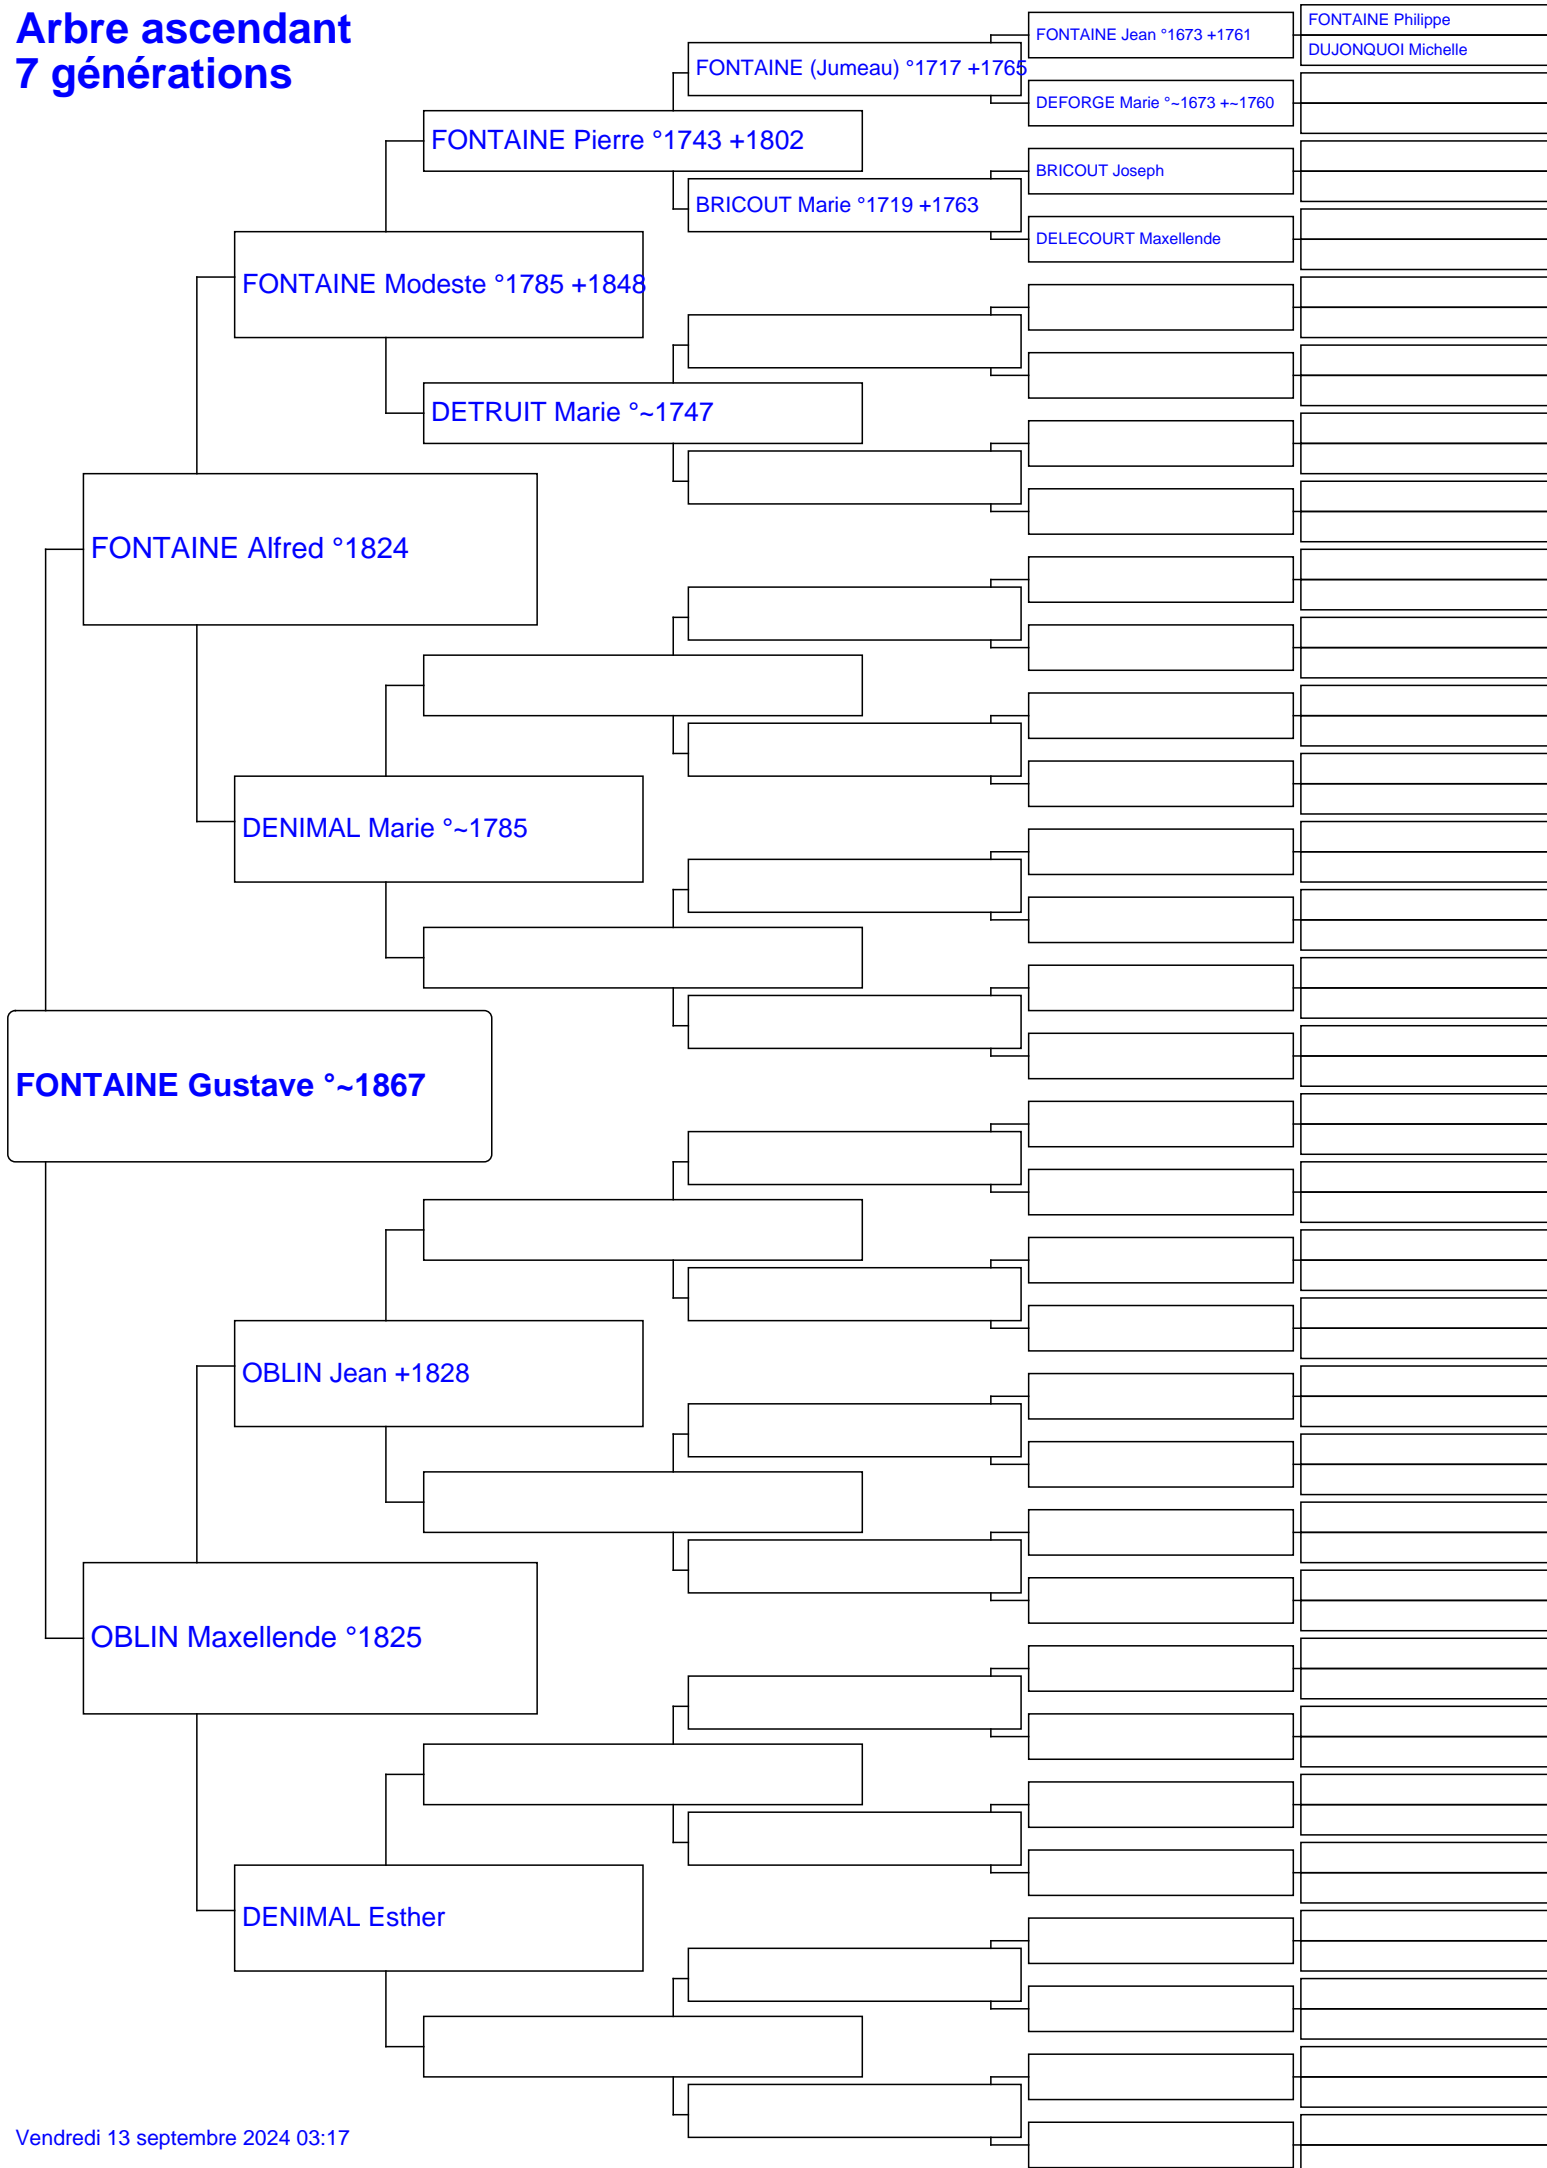 Arbre ascendant
7 générations
FONTAINE Philippe
FONTAINE Jean °1673 +1761
DUJONQUOI Michelle
FONTAINE (Jumeau) °1717 +1765
DEFORGE Marie °~1673 +~1760
FONTAINE Pierre °1743 +1802
BRICOUT Joseph
BRICOUT Marie °1719 +1763
DELECOURT Maxellende
FONTAINE Modeste °1785 +1848
DETRUIT Marie °~1747
FONTAINE Alfred °1824
DENIMAL Marie °~1785
FONTAINE Gustave °~1867
OBLIN Jean +1828
OBLIN Maxellende °1825
DENIMAL Esther
Vendredi 13 septembre 2024 03:17